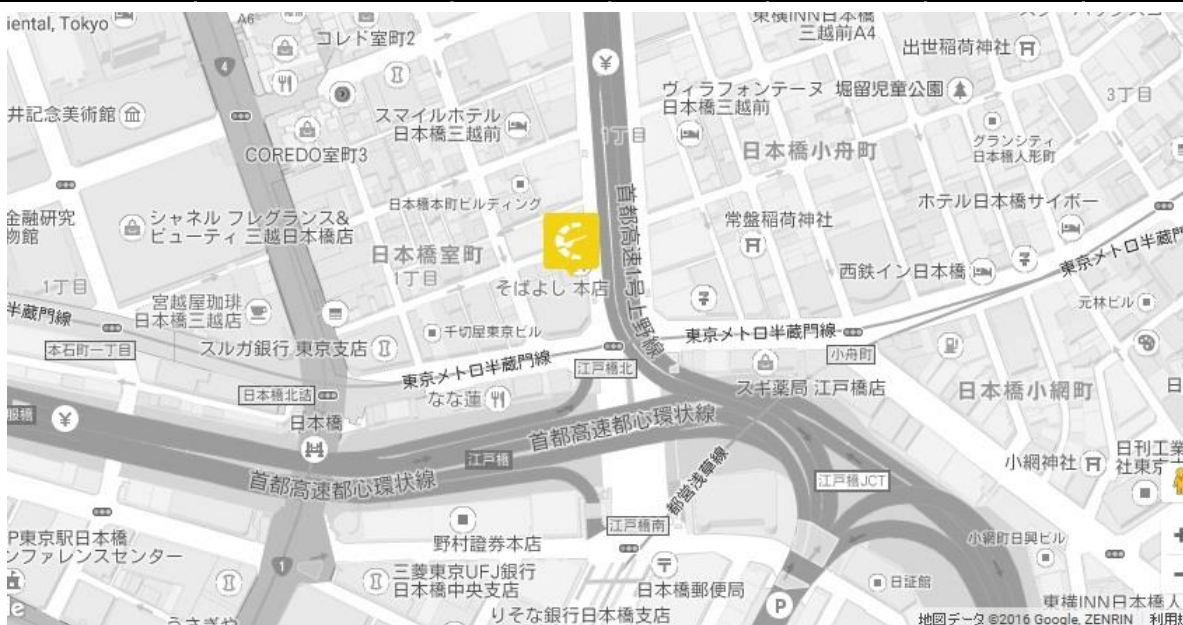 iental, Tokyo
A6
コレド室町2
東横INN日本橋
三越前A4
出世稲荷神社
4
¥
井記念美術館
スマイルホテル
日本橋三越前
ヴィラフォンテーヌ
日本橋三越前
堀留児童公園
3丁目
1丁目
COREDO室町3
日本橋小舟町
グランシティ
日本橋人形町
日本橋本町ビルディング
ホテル日本橋サイボー
金融研究
物館
シャネル フレグランス&
ビューティ 三越日本橋店
首都高速1号上野線
常盤稲荷神社
日本橋室町
1丁目
西鉄イン日本橋
東京メトロ半蔵門
1丁目
そばよし 本店
宮越屋珈琲
日本橋三越店
元林ビル
半蔵門線
千切屋東京ビル
東京メトロ半蔵門線
本石町一丁目
スルガ銀行 東京支店
小舟町
東京メトロ半蔵門線
江戸橋北
スギ薬局 江戸橋店
日本橋小網町
日本橋北詰
なな蓮
日
服橋
¥
日本橋
首都高速都心環状線
江戸橋
日刊工業
社東京
小網神社
首都高速都心環状線
都営浅草線
江戸橋JCT
P東京駅日本橋
ンファレンスセンター
野村證券本店
江戸橋南
小網町日興ビル
1
三菱東京UFJ銀行
日本橋中央支店
日本橋郵便局
日証館
P
りそな銀行日本橋支店
東横INN日本橋人
うさぎや
地図データ ©2016 Google, ZENRIN
利用規